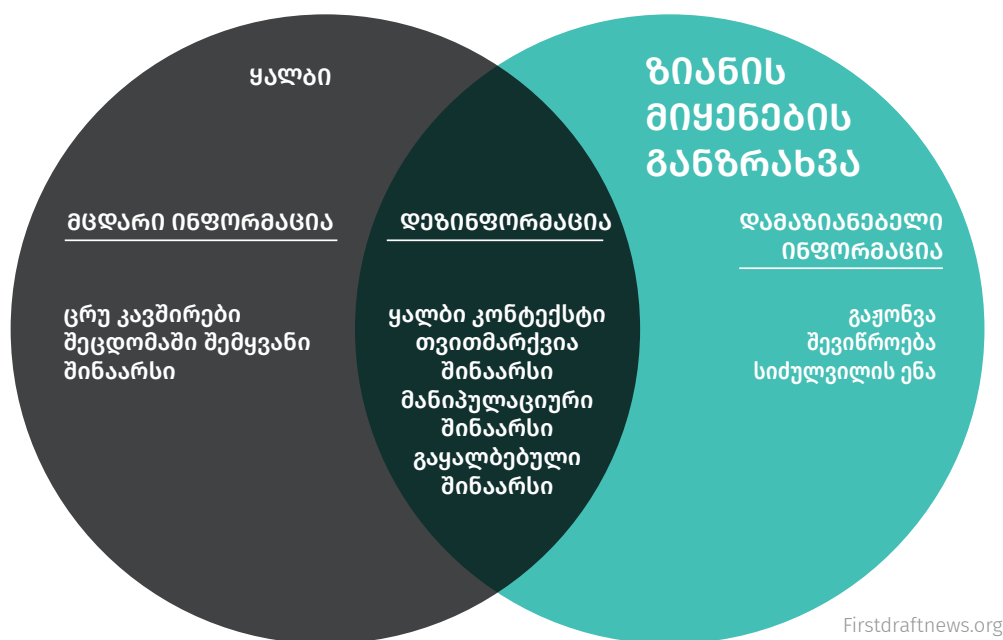 ყალბი
ზიანის
მიყენების
განზრახვა
მცდარი ინფორმაცია
ცრუ კავშირები
შეცდომაში შემყვანი
შინაარსი
დეზინფორმაცია
ყალბი კონტექსტი
თვითმარქვია
შინაარსი
მანიპულაციური
შინაარსი
გაყალბებული
შინაარსი
დამაზიანებელი
ინფორმაცია
გაჟონვა
შევიწროება
სიძულვილის ენა
Firstdraftnews.org